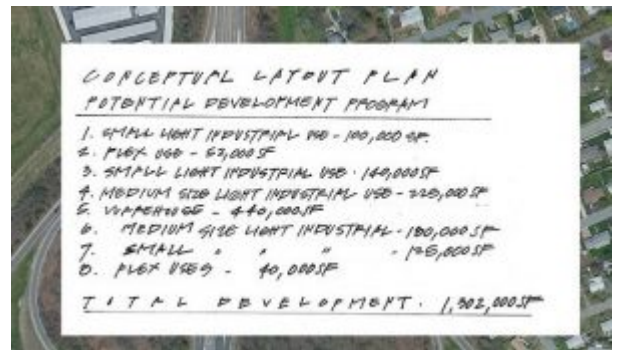 CONCEPTUAL LAYOUT PLAN
POTENTIAL DEVELOPMENT PROGRAM
1. SMALL LIGHT INDUSTRIAL USE - 100,000 SF.
2. FLEX USE - 52,000 SF
3. SMALL LIGHT INDUSTRIAL USE - 140,000 SF
4. MEDIUM SIZE LIGHT INDUSTRIAL USE - 225,000 SF
5. WAREHOUSE - 440,000 SF
6. MEDIUM SIZE LIGHT INDUSTRIAL - 180,000 SF
7. SMALL " " " - 125,000 SF
8. FLEX USES - 40,000 SF
TOTAL DEVELOPMENT - 1,302,000 SF